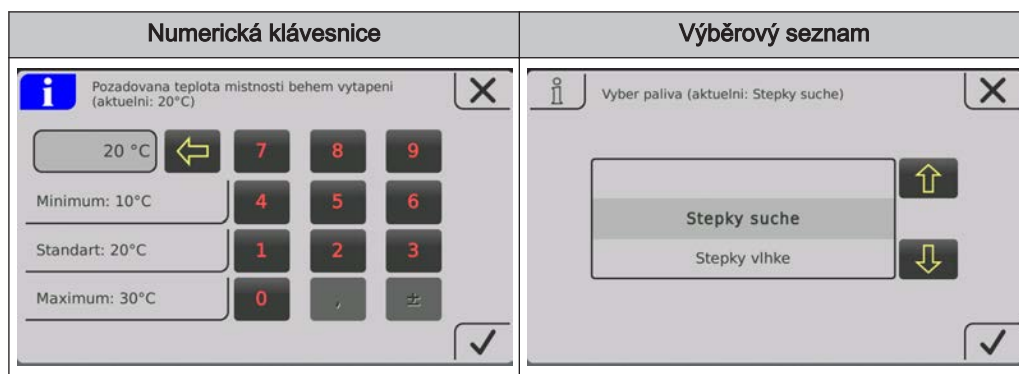 Numerická klávesnice
Výběrový seznam
i
Pozadovana teplota mistnosti behem vytapeni
(aktuelni: 20°C)
20 °C
7 8 9
Minimum: 10°C
4 5 6
Standart: 20°C
1 2 3
Maximum: 30°C
0 , ±
i
Vyber paliva (aktuelni: Stepky suche)
Stepky suche
Stepky vlhke